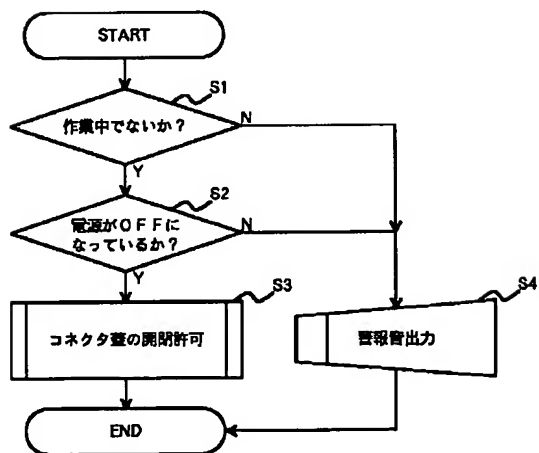 START
S1
作業中でないか？
N
Y
S2
電源がＯＦＦに
なっているか？
N
Y
S3
コネクタ蓋の開閉許可
S4
警報音出力
END